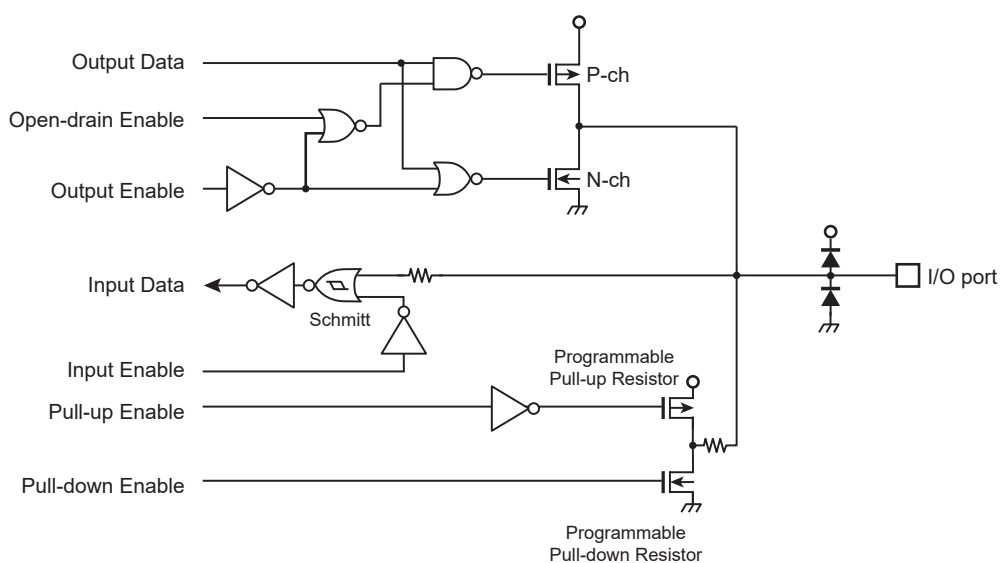 Output Data
P-ch
Open-drain Enable
Output Enable
N-ch
Input Data
Schmitt
I/O port
Input Enable
Programmable
Pull-up Resistor
Pull-up Enable
Pull-down Enable
Programmable
Pull-down Resistor